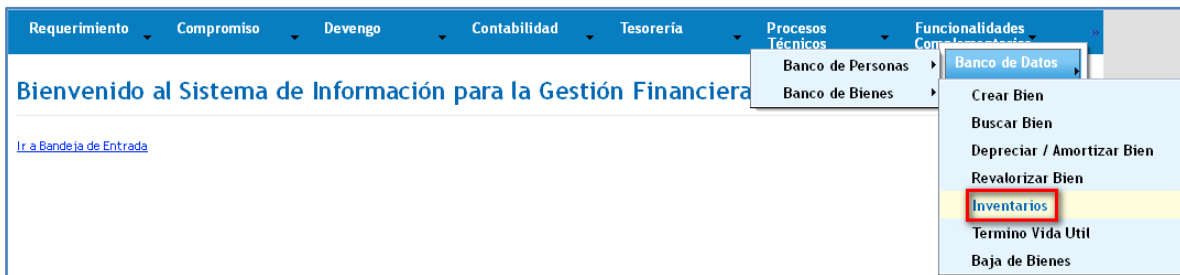 Requerimiento Compromiso Devengo Contabilidad Tesorería Procesos Funcionalidades »
Técnicos
Banco de Personas Banco de Datos
Bienvenido al Sistema de Información para la Gestión Financiera
Banco de Bienes
Crear Bien
Buscar Bien
Ir a Bandeja de Entrada
Depreciar / Amortizar Bien
Revalorizar Bien
Inventarios
Termino Vida Util
Baja de Bienes